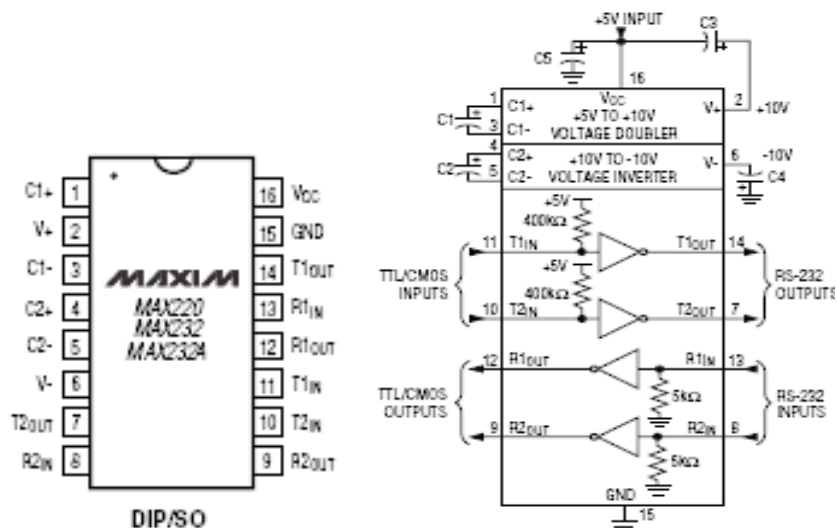 C1+ 1
V+ 2
C1- 3
C2+ 4
C2- 5
V- 6
T2OUT 7
R2IN 8
16 VCC
15 GND
14 T1OUT
13 R1IN
12 R1OUT
11 T1IN
10 T2IN
9 R2OUT
MAXIM
MAX220
MAX232
MAX232A
DIP/SO
+5V INPUT
C3
C5
16
1 C1+
C1
3 C1-
VCC
+5V TO +10V
VOLTAGE DOUBLER
V+ 2 +10V
4 C2+
C2
5 C2-
+10V TO -10V
VOLTAGE INVERTER
V- 6 -10V
C4
+5V
400kΩ
11 T1IN
T1OUT 14
+5V
400kΩ
10 T2IN
T2OUT 7
TTL/CMOS
INPUTS
RS-232
OUTPUTS
12 R1OUT
R1IN 13
5kΩ
9 R2OUT
R2IN 8
5kΩ
TTL/CMOS
OUTPUTS
RS-232
INPUTS
GND
15